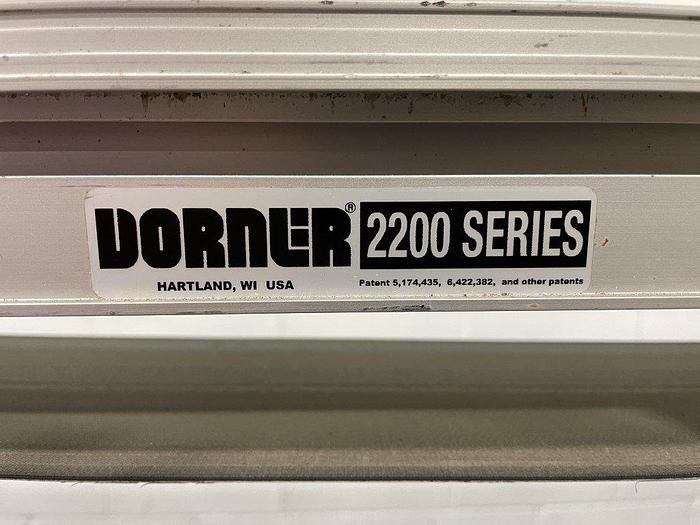 DORNER® 2200 SERIES
HARTLAND, WI USA Patent 5,174,435, 6,422,382, and other patents